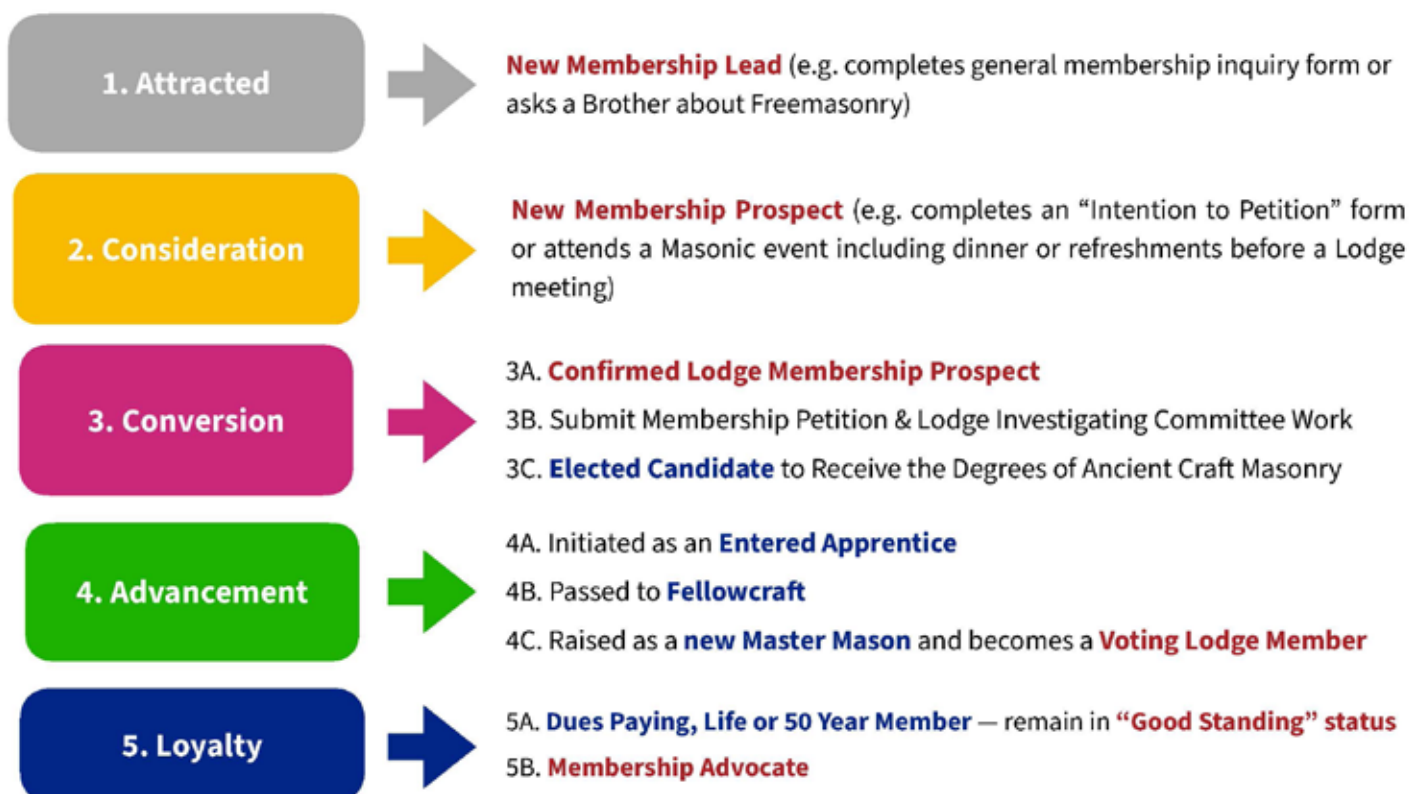 1. Attracted
New Membership Lead (e.g. completes general membership inquiry form or
asks a Brother about Freemasonry)
2. Consideration
New Membership Prospect (e.g. completes an “Intention to Petition” form
or attends a Masonic event including dinner or refreshments before a Lodge
meeting)
3. Conversion
3A. Confirmed Lodge Membership Prospect
3B. Submit Membership Petition & Lodge Investigating Committee Work
3C. Elected Candidate to Receive the Degrees of Ancient Craft Masonry
4. Advancement
4A. Initiated as an Entered Apprentice
4B. Passed to Fellowcraft
4C. Raised as a new Master Mason and becomes a Voting Lodge Member
5. Loyalty
5A. Dues Paying, Life or 50 Year Member — remain in “Good Standing” status
5B. Membership Advocate